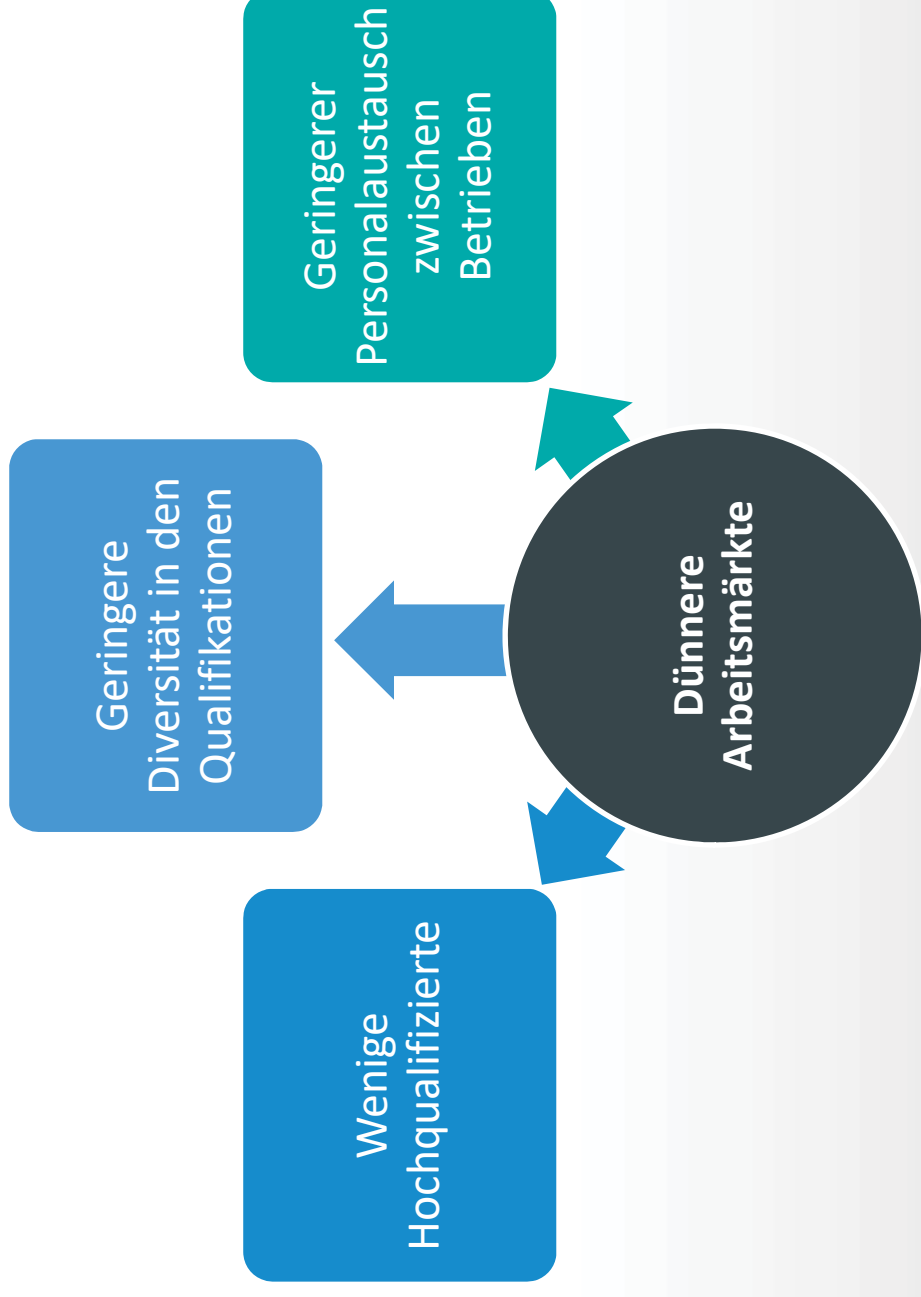 Wenige
Hochqualifizierte
Geringere
Diversität in den
Qualifikationen
Geringerer
Personalaustausch
zwischen
Betrieben
Dünnere
Arbeitsmärkte